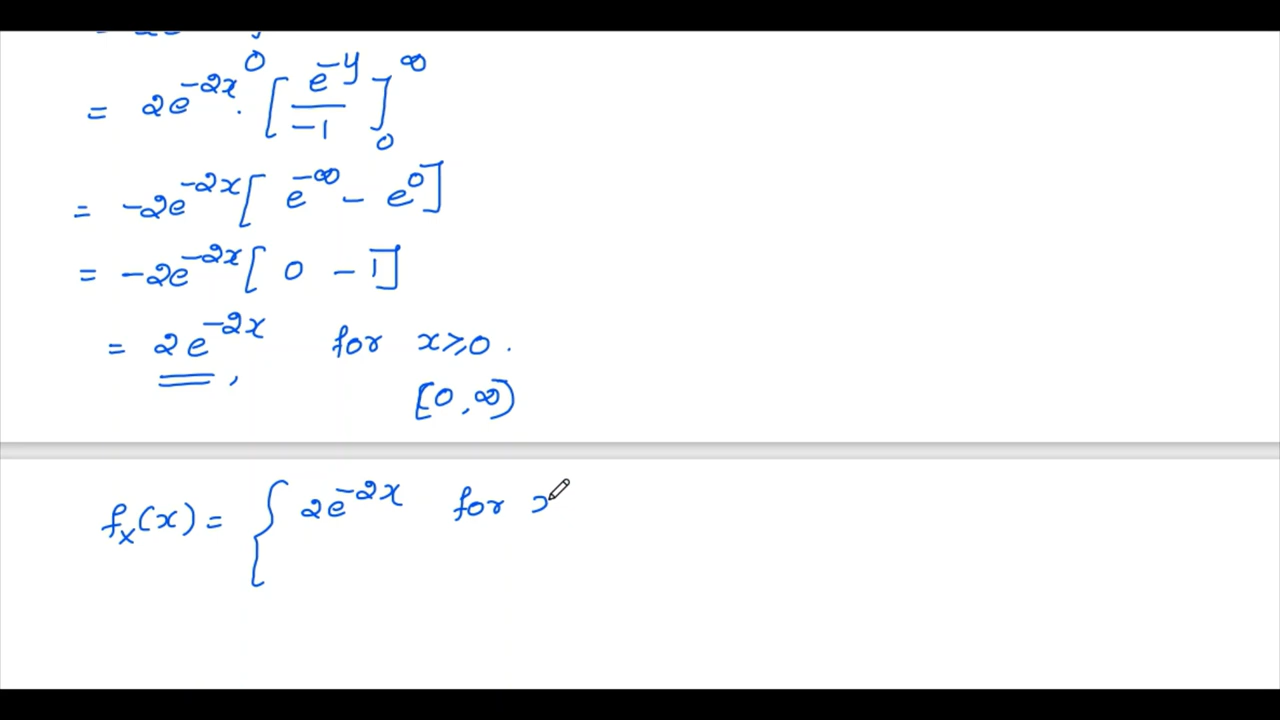 0
= 2e^{-2x} . [ e^{-y} / -1 ]_0^∞
= -2e^{-2x} [ e^{-∞} - e^0 ]
= -2e^{-2x} [ 0 - 1 ]
= 2e^{-2x} , for x ⩾ 0 .
[0, ∞)
f_x(x) = { 2e^{-2x} for